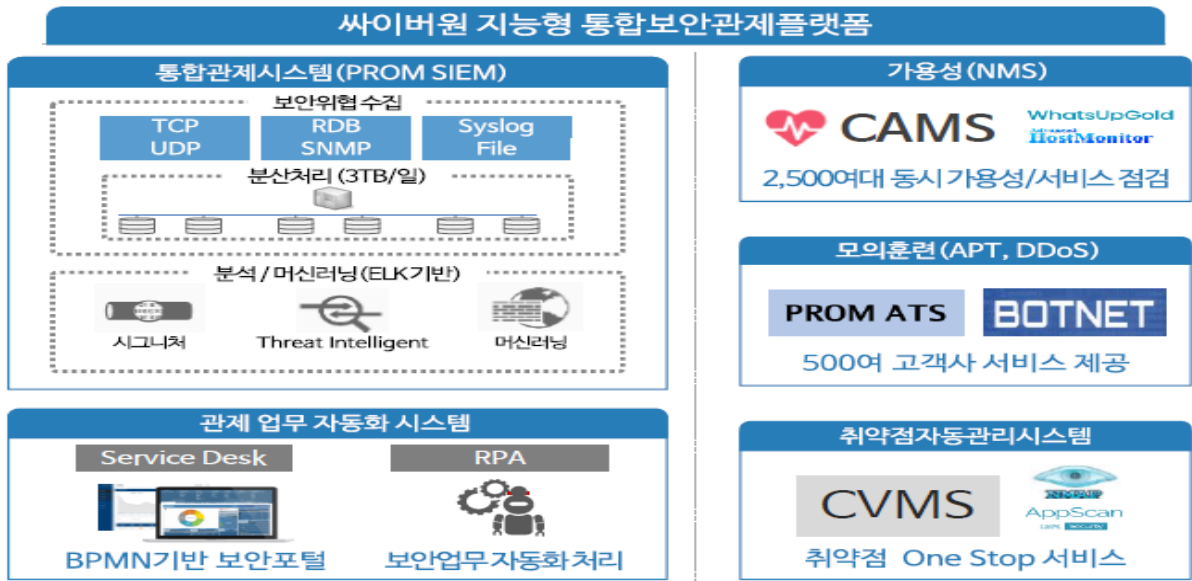 싸이버원 지능형 통합보안관제플랫폼
통합관제시스템(PROM SIEM)
보안위협 수집
TCP
UDP
RDB
SNMP
Syslog
File
분산처리 (3TB/일)
분석 / 머신러닝(ELK기반)
시그니처
Threat Intelligent
머신러닝
관제 업무 자동화 시스템
Service Desk
BPMN기반 보안포털
RPA
보안업무 자동화 처리
가용성(NMS)
CAMS
WhatsUpGold
Advanced
HostMonitor
2,500여대 동시 가용성/서비스 점검
모의훈련(APT, DDoS)
PROM ATS
BOTNET
500여 고객사 서비스 제공
취약점자동관리시스템
CVMS
NMAP
AppScan
Security
취약점 One Stop 서비스